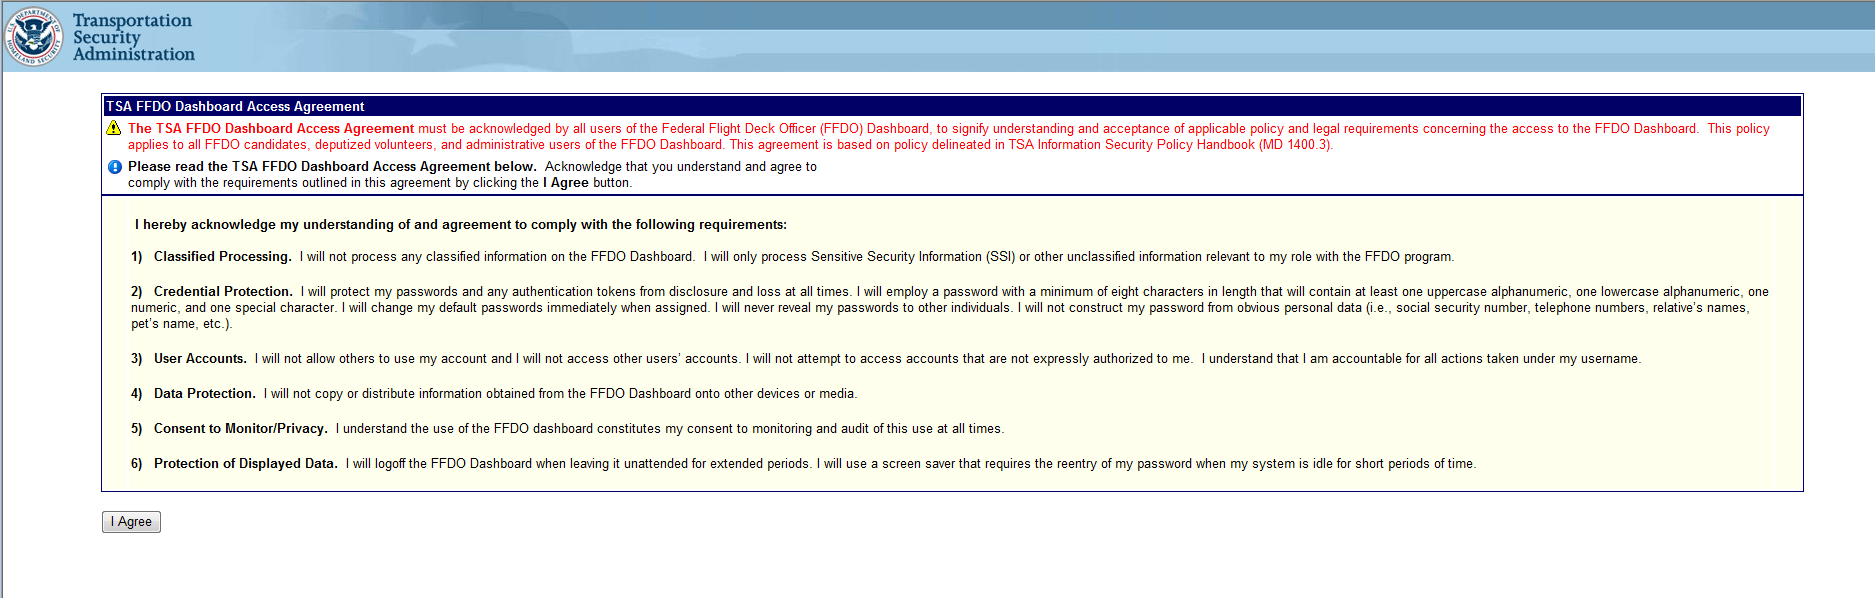 Transportation
Security
Administration
TSA FFDO Dashboard Access Agreement
The TSA FFDO Dashboard Access Agreement must be acknowledged by all users of the Federal Flight Deck Officer (FFDO) Dashboard, to signify understanding and acceptance of applicable policy and legal requirements concerning the access to the FFDO Dashboard. This policy
applies to all FFDO candidates, deputized volunteers, and administrative users of the FFDO Dashboard. This agreement is based on policy delineated in TSA Information Security Policy Handbook (MD 1400.3).
Please read the TSA FFDO Dashboard Access Agreement below. Acknowledge that you understand and agree to
comply with the requirements outlined in this agreement by clicking the I Agree button.
I hereby acknowledge my understanding of and agreement to comply with the following requirements:
1) Classified Processing. I will not process any classified information on the FFDO Dashboard. I will only process Sensitive Security Information (SSI) or other unclassified information relevant to my role with the FFDO program.
2) Credential Protection. I will protect my passwords and any authentication tokens from disclosure and loss at all times. I will employ a password with a minimum of eight characters in length that will contain at least one uppercase alphanumeric, one lowercase alphanumeric, one
numeric, and one special character. I will change my default passwords immediately when assigned. I will never reveal my passwords to other individuals. I will not construct my password from obvious personal data (i.e., social security number, telephone numbers, relative's names,
pet's name, etc.).
3) User Accounts. I will not allow others to use my account and I will not access other users' accounts. I will not attempt to access accounts that are not expressly authorized to me. I understand that I am accountable for all actions taken under my username.
4) Data Protection. I will not copy or distribute information obtained from the FFDO Dashboard onto other devices or media.
5) Consent to Monitor/Privacy. I understand the use of the FFDO dashboard constitutes my consent to monitoring and audit of this use at all times.
6) Protection of Displayed Data. I will logoff the FFDO Dashboard when leaving it unattended for extended periods. I will use a screen saver that requires the reentry of my password when my system is idle for short periods of time.
I Agree